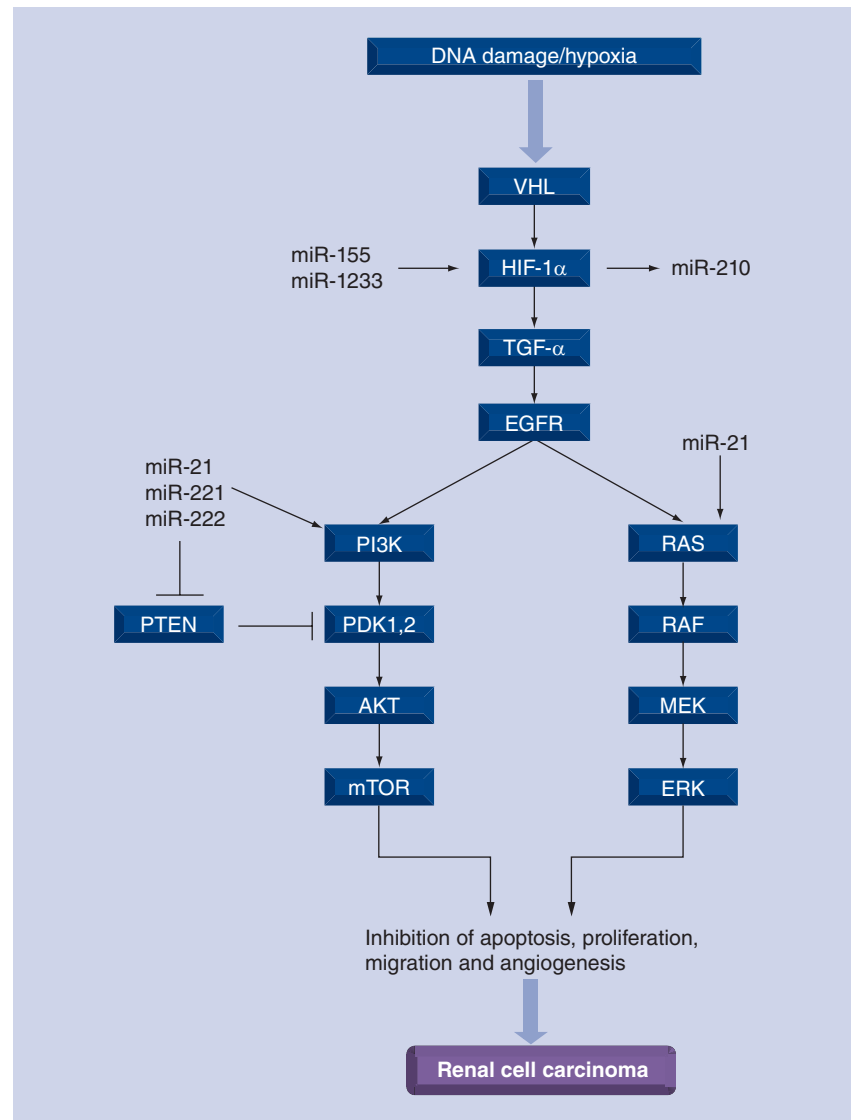 DNA damage/hypoxia
VHL
miR-155
miR-1233
HIF-1α
miR-210
TGF-α
EGFR
miR-21
miR-21
miR-221
miR-222
PI3K
RAS
PTEN
PDK1,2
RAF
AKT
MEK
mTOR
ERK
Inhibition of apoptosis, proliferation,
migration and angiogenesis
Renal cell carcinoma